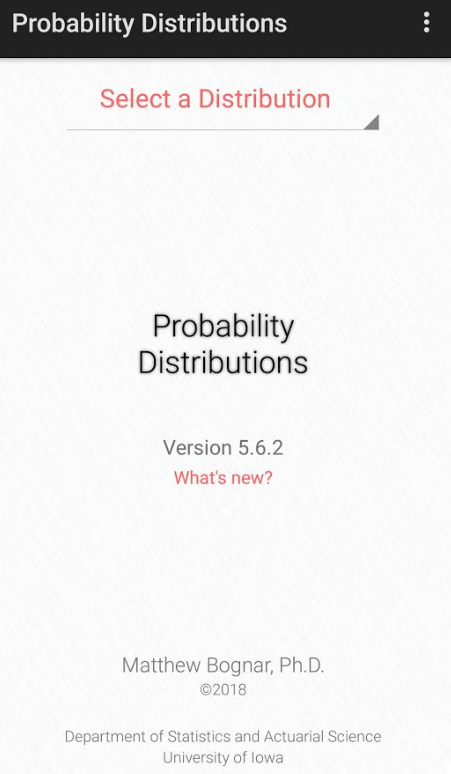 Probability Distributions
Select a Distribution
Probability
Distributions
Version 5.6.2
What's new?
Matthew Bognar, Ph.D.
©2018
Department of Statistics and Actuarial Science
University of Iowa